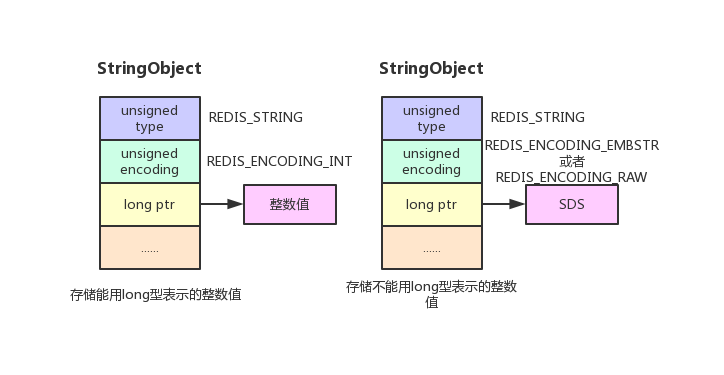 StringObject
unsigned
type
REDIS_STRING
unsigned
encoding
REDIS_ENCODING_INT
long ptr
整数值
......
存储能用long型表示的整数值
StringObject
unsigned
type
REDIS_STRING
unsigned
encoding
REDIS_ENCODING_EMBSTR
或者
REDIS_ENCODING_RAW
long ptr
SDS
......
存储不能用long型表示的整数
值